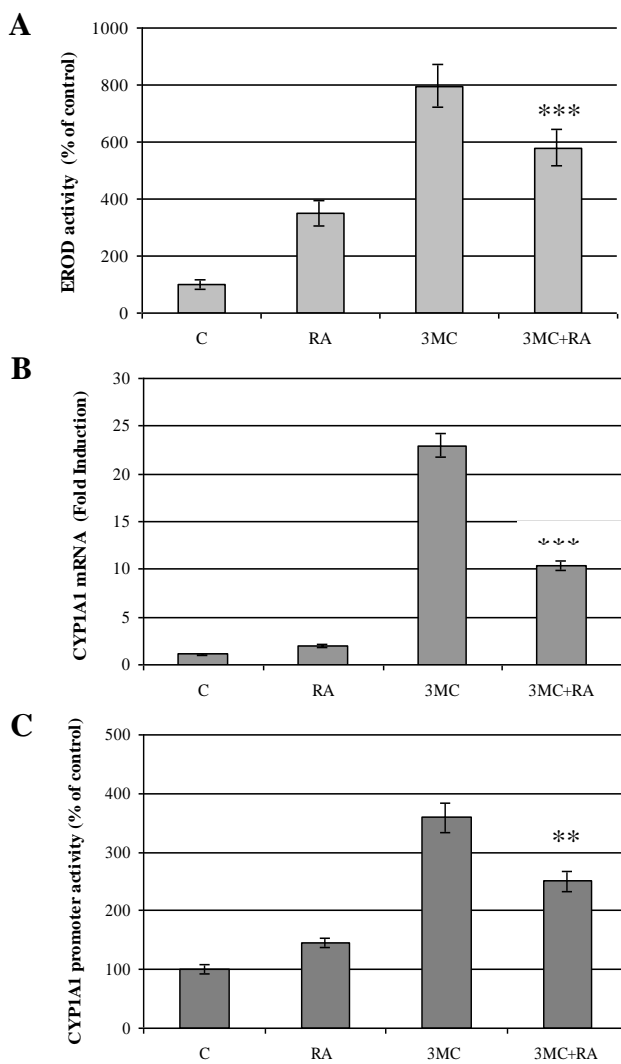 A
EROD activity (% of control)
1000
800
600
400
200
0
***
C RA 3MC 3MC+RA
B
CYP1A1 mRNA (Fold Induction)
30
25
20
15
10
5
0
***
C RA 3MC 3MC+RA
C
CYP1A1 promoter activity (% of control)
500
400
300
200
100
0
**
C RA 3MC 3MC+RA